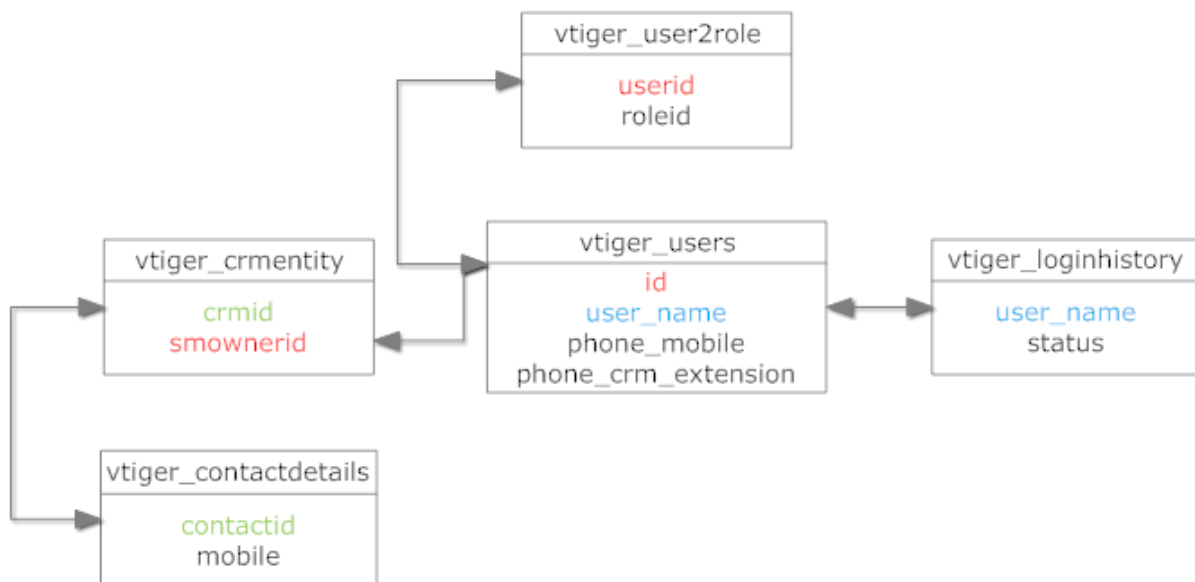 vtiger_user2role
userid
roleid
vtiger_users
id
user_name
phone_mobile
phone_crm_extension
vtiger_crmentity
crmid
smownerid
vtiger_loginhistory
user_name
status
vtiger_contactdetails
contactid
mobile